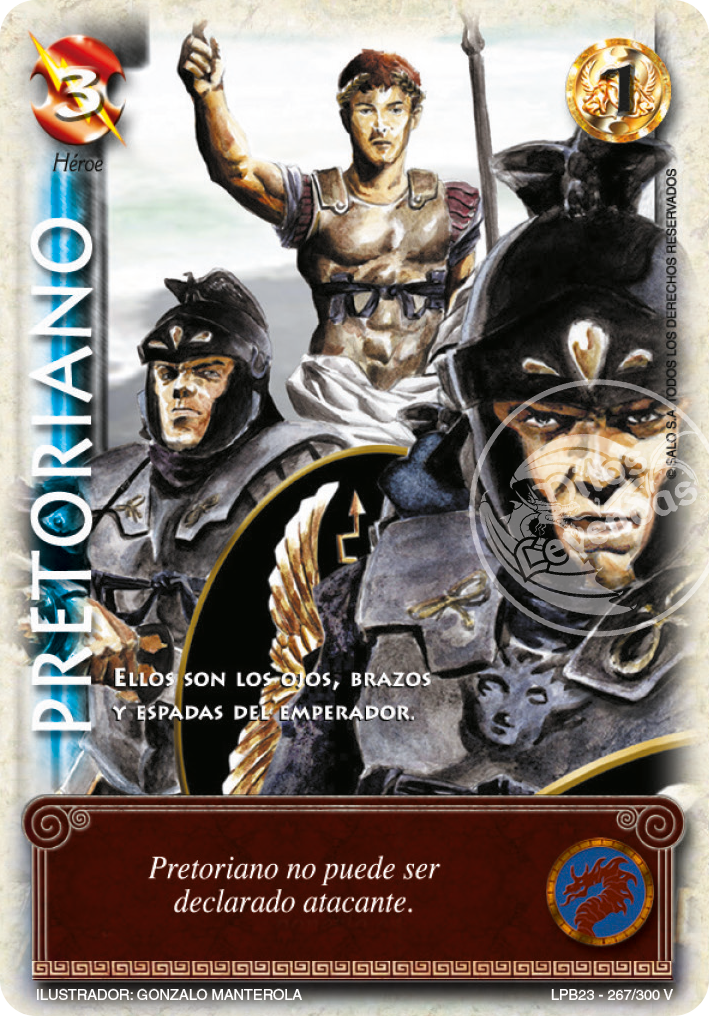 3
1
Héroe
PRETORIANO
© SALO S.A. TODOS LOS DERECHOS RESERVADOS
ELLOS SON LOS OJOS, BRAZOS
Y ESPADAS DEL EMPERADOR.
Pretoriano no puede ser
declarado atacante.
ILUSTRADOR: GONZALO MANTEROLA
LPB23 - 267/300 V